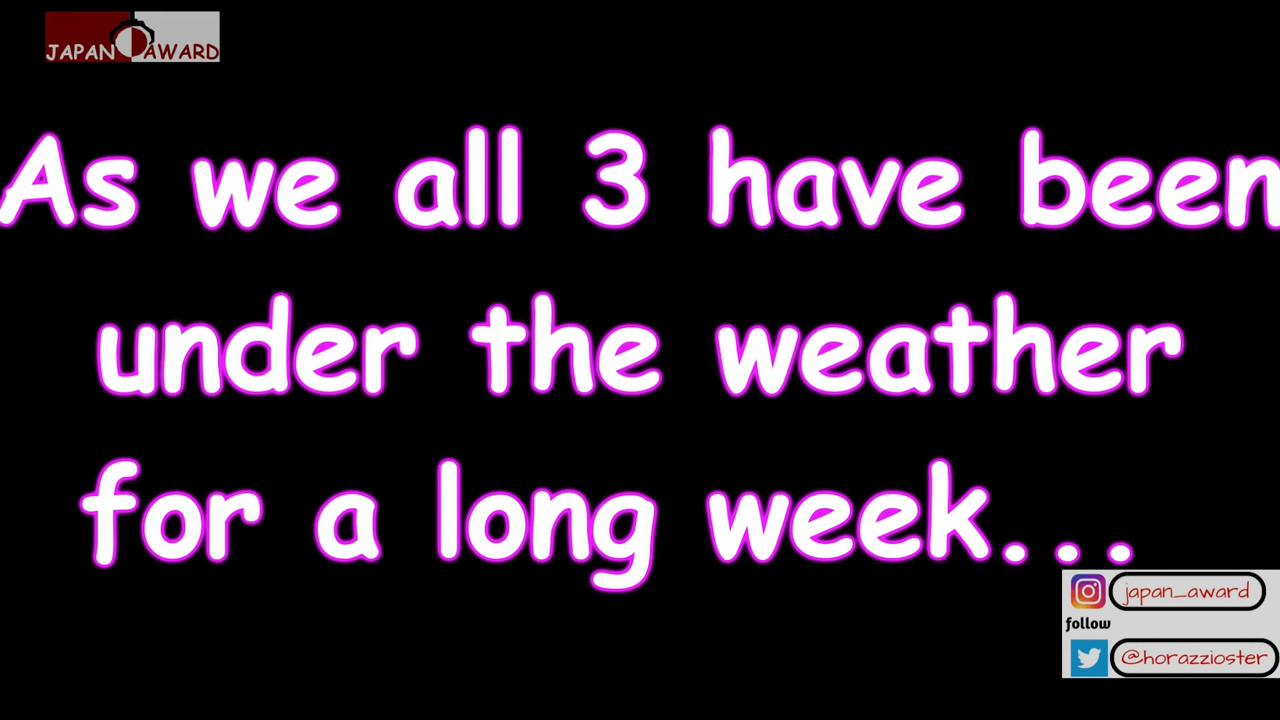 JAPAN AWARD
As we all 3 have been
under the weather
for a long week...
japan_award
follow
@horazzioster